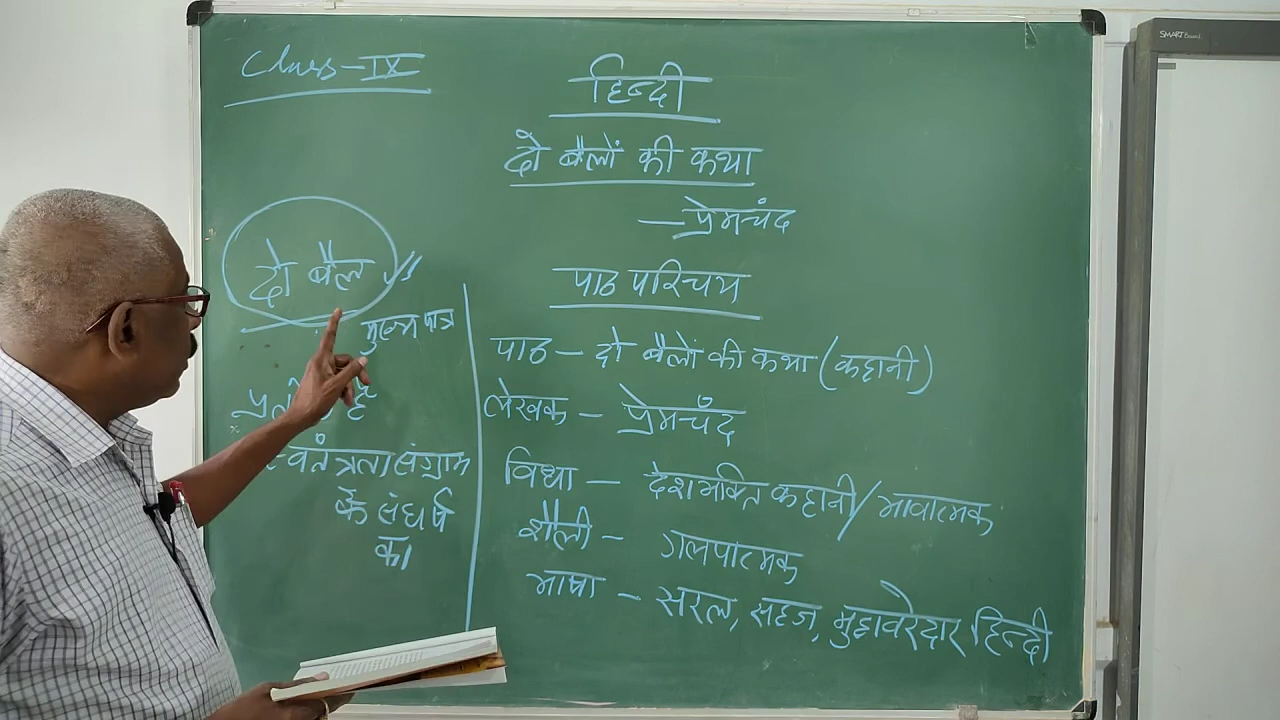 Class-IX
हिन्दी
दो बैलों की कथा
—प्रेमचंद
दो बैल
मुख्य पात्र
है
स्वतंत्रता संग्राम
के संघर्ष
का
पाठ परिचय
पाठ – दो बैलों की कथा (कहानी)
लेखक – प्रेमचंद
विधा – देशभक्ति कहानी/भावात्मक
शैली – गल्पात्मक
भाषा – सरल, सहज, मुहावरेदार हिन्दी
SMART Board